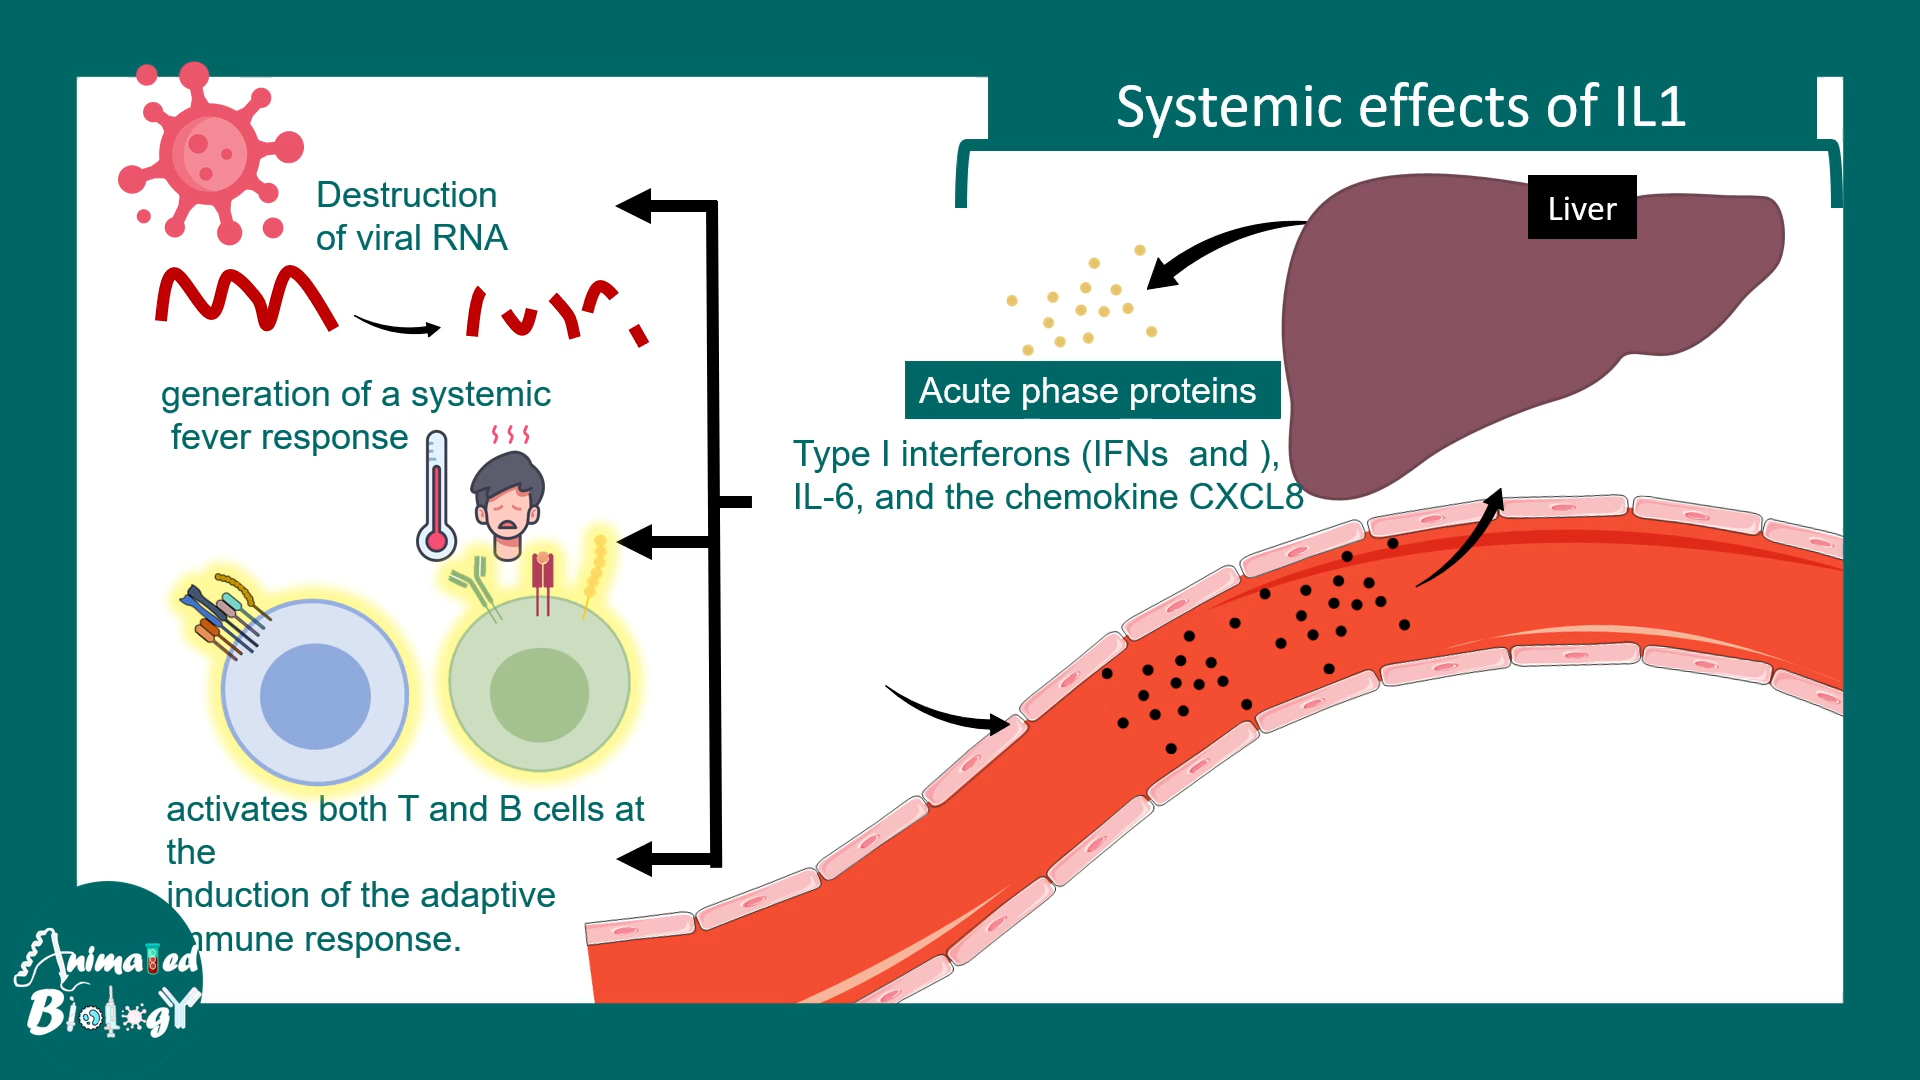 Systemic effects of IL1
Destruction
of viral RNA
Liver
generation of a systemic
fever response
Acute phase proteins
Type I interferons (IFNs  and ),
IL-6, and the chemokine CXCL8
activates both T and B cells at
the
induction of the adaptive
immune response.
Animated
Biology